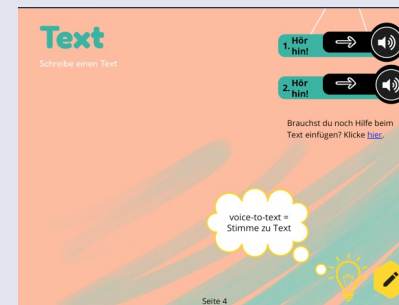 Text
Schreibe einen Text
1. Hör
hin!
2. Hör
hin!
Brauchst du noch Hilfe beim
Text einfügen? Klicke hier.
voice-to-text =
Stimme zu Text
Seite 4